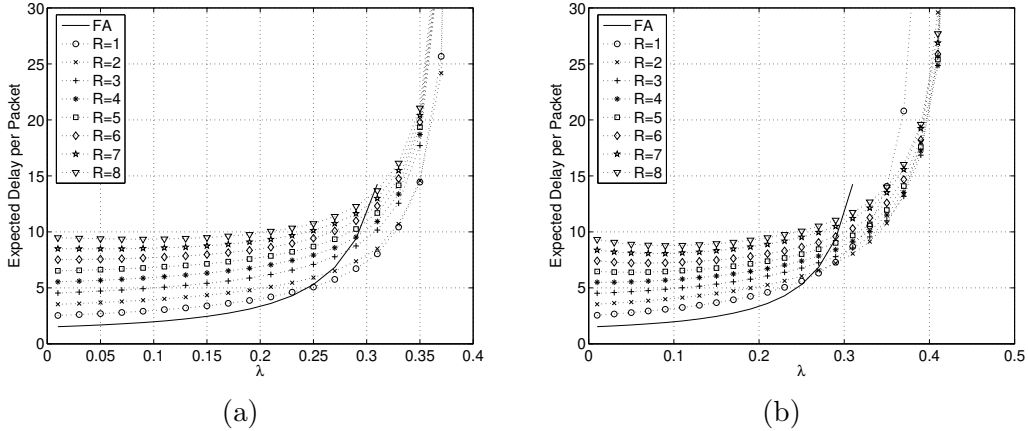 30
25
20
15
10
5
0
Expected Delay per Packet
FA
R=1
R=2
R=3
R=4
R=5
R=6
R=7
R=8
0 0.05 0.1 0.15 0.2 0.25 0.3 0.35 0.4
λ
(a)
30
25
20
15
10
5
0
Expected Delay per Packet
FA
R=1
R=2
R=3
R=4
R=5
R=6
R=7
R=8
0 0.1 0.2 0.3 0.4 0.5
λ
(b)